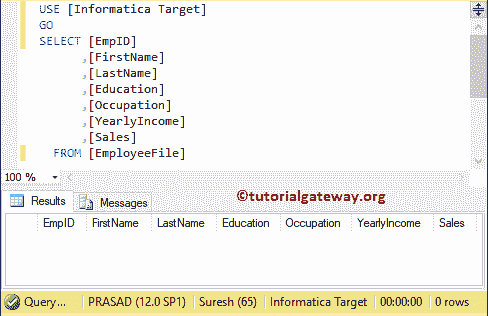 USE [Informatica Target]
GO
SELECT [EmpID]
,[FirstName]
,[LastName]
,[Education]
,[Occupation]
,[YearlyIncome]
,[Sales]
FROM [EmployeeFile]
100 %
Results Messages
©tutorialgateway.org
EmpID FirstName LastName Education Occupation YearlyIncome Sales
Query... PRASAD (12.0 SP1) Suresh (65) Informatica Target 00:00:00 0 rows